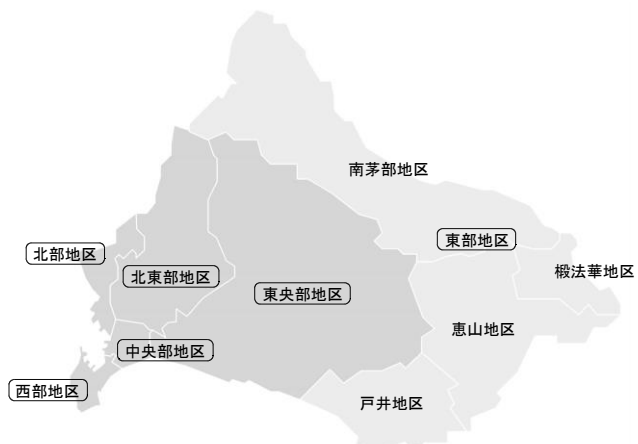 南茅部地区
東部地区
北部地区
椴法華地区
北東部地区
東央部地区
恵山地区
中央部地区
西部地区
戸井地区